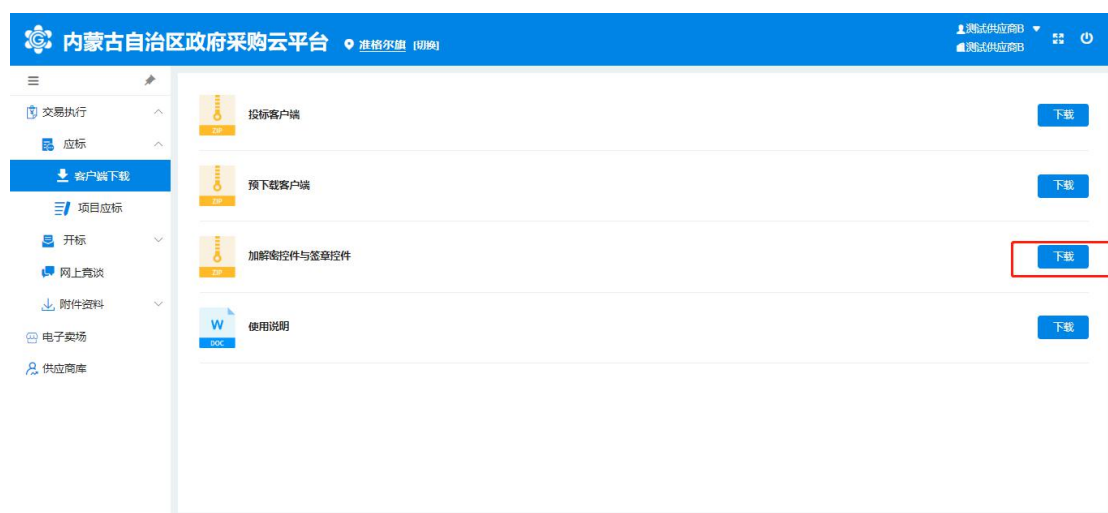 内蒙古自治区政府采购云平台 准格尔旗 [切换]
测试供应商B
测试供应商B
交易执行
应标
客户端下载
项目应标
开标
网上竞谈
附件资料
电子卖场
供应商库
ZIP 投标客户端 下载
ZIP 预下载客户端 下载
ZIP 加解密控件与签章控件 下载
W DOC 使用说明 下载